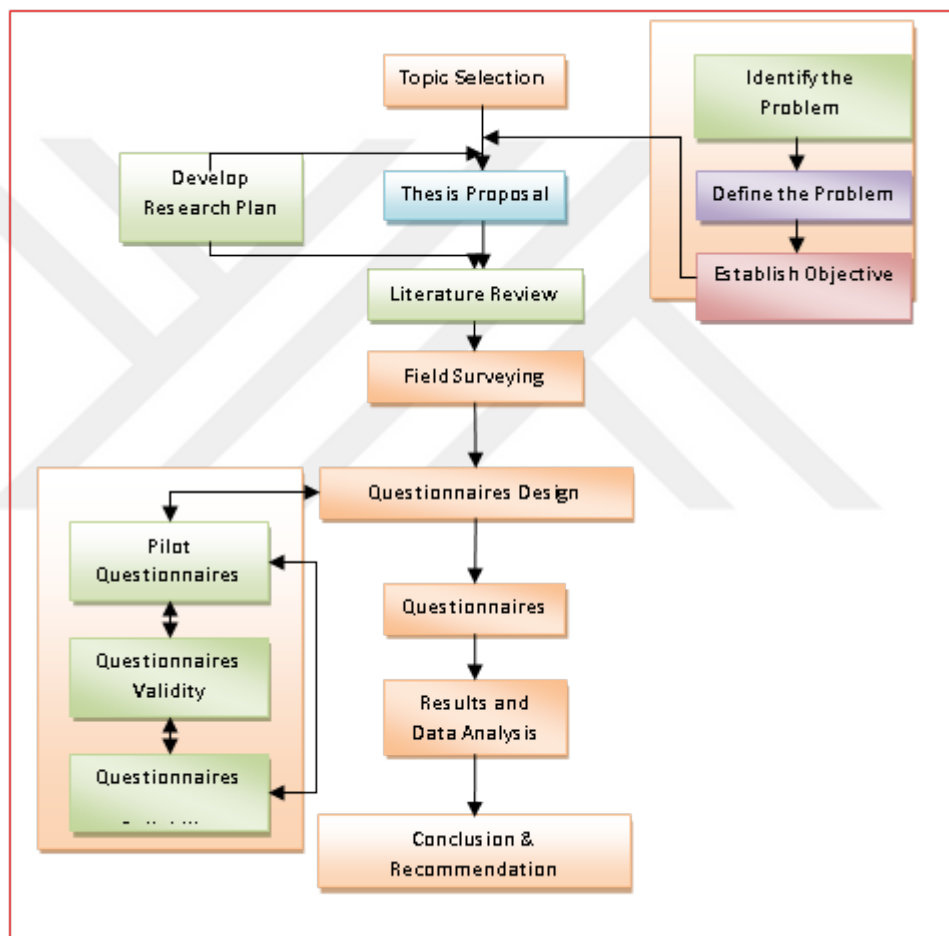 Topic Selection
Identify the
Problem
Develop
Research Plan
Thesis Proposal
Define the Problem
Literature Review
Establish Objective
Field Surveying
Questionnaires Design
Pilot
Questionnaires
Questionnaires
Questionnaires
Validity
Results and
Data Analysis
Questionnaires
Conclusion &
Recommendation